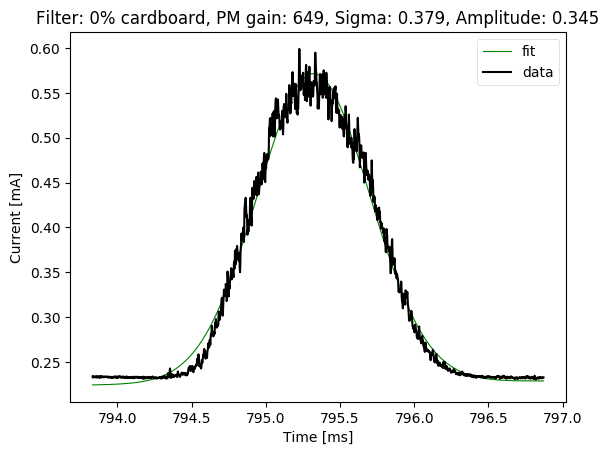 Filter: 0% cardboard, PM gain: 649, Sigma: 0.379, Amplitude: 0.345
fit
data
0.60
0.55
0.50
0.45
0.40
0.35
0.30
0.25
Current [mA]
794.0 794.5 795.0 795.5 796.0 796.5 797.0
Time [ms]